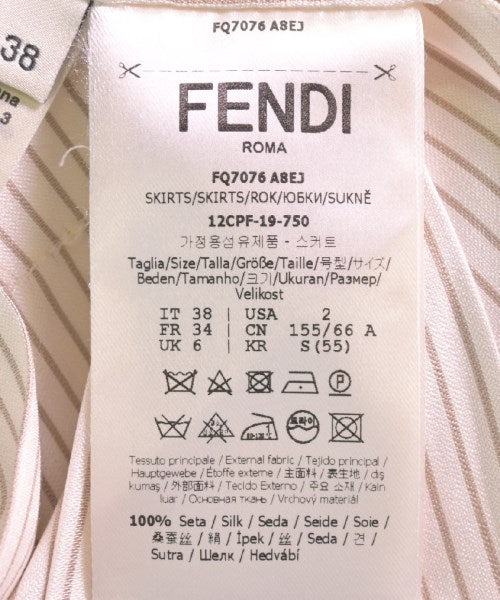 38
na
3
FQ7076 A8EJ
FENDI
ROMA
FQ7076 A8EJ
SKIRTS/SKIRTS/ROK/ЮБКИ/SUKNĚ
12CPF-19-750
가정용섬유제품 - 스커트
Taglia/Size/Talla/Größe/Taille/号型/サイズ/
Beden/Tamanho/크기/Ukuran/Размер/
Velikost
IT 38 | USA 2
FR 34 | CN 155/66 A
UK 6 | KR S(55)
드라이
Tessuto principale / External fabric / Tejido principal /
Hauptgewebe / Étoffe externe / 主面料 / 表生地 / dış
kumaş / 外部面料 / Tecido Externo / 주요 소재 / Kain
luar / Основная ткань / Vrchový materiál
100% Seta / Silk / Seda / Seide / Soie /
桑蚕丝 / 絹 / İpek / 丝 / Seda / 견 /
Sutra / Шелк / Hedvábí